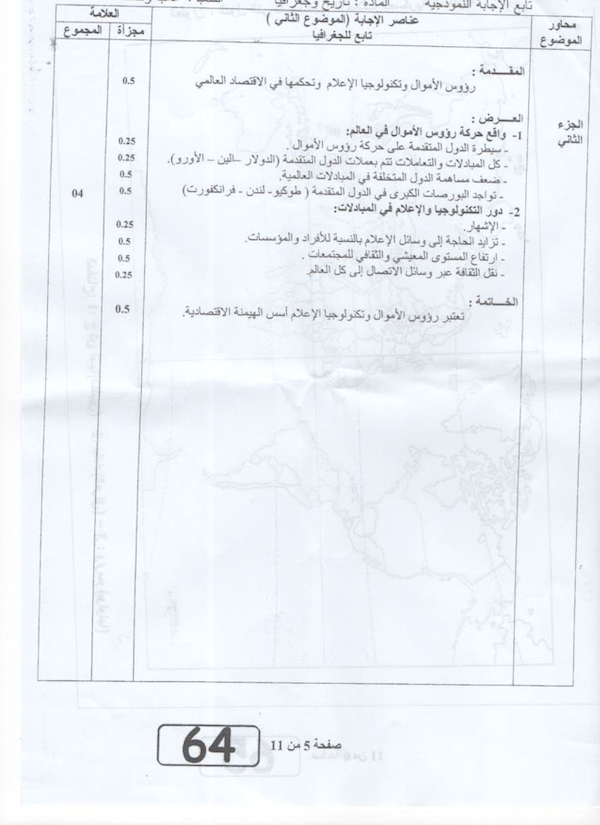 تابع الإجابة النموذجية المادة : تاريخ وجغرافيا
محاور الموضوع
عناصر الإجابة (الموضوع الثاني )
تابع للجغرافيا
العلامة
مجزأة
المجموع
الجزء الثاني
المقـدمة :
رؤوس الأموال وتكنولوجيا الإعلام وتحكمها في الاقتصاد العالمي
0.5
العـرض :
1- واقع حركة رؤوس الأموال في العالم:
- سيطرة الدول المتقدمة على حركة رؤوس الأموال .
0.25
- كل المبادلات والتعاملات تتم بعملات الدول المتقدمة (الدولار –الين – الأورو).
0.25
- ضعف مساهمة الدول المتخلفة في المبادلات العالمية.
0.5
- تواجد البورصات الكبرى في الدول المتقدمة ( طوكيو- لندن - فرانكفورت)
0.5
04
2- دور التكنولوجيا والإعلام في المبادلات:
- الإشهار.
0.25
- تزايد الحاجة إلى وسائل الإعلام بالنسبة للأفراد والمؤسسات.
0.5
- ارتفاع المستوى المعيشي والثقافي للمجتمعات .
0.5
- نقل الثقافة عبر وسائل الاتصال إلى كل العالم.
0.25
الخـاتمة :
تعتبر رؤوس الأموال وتكنولوجيا الإعلام أسس الهيمنة الاقتصادية.
0.5
صفحة 5 من 11
64